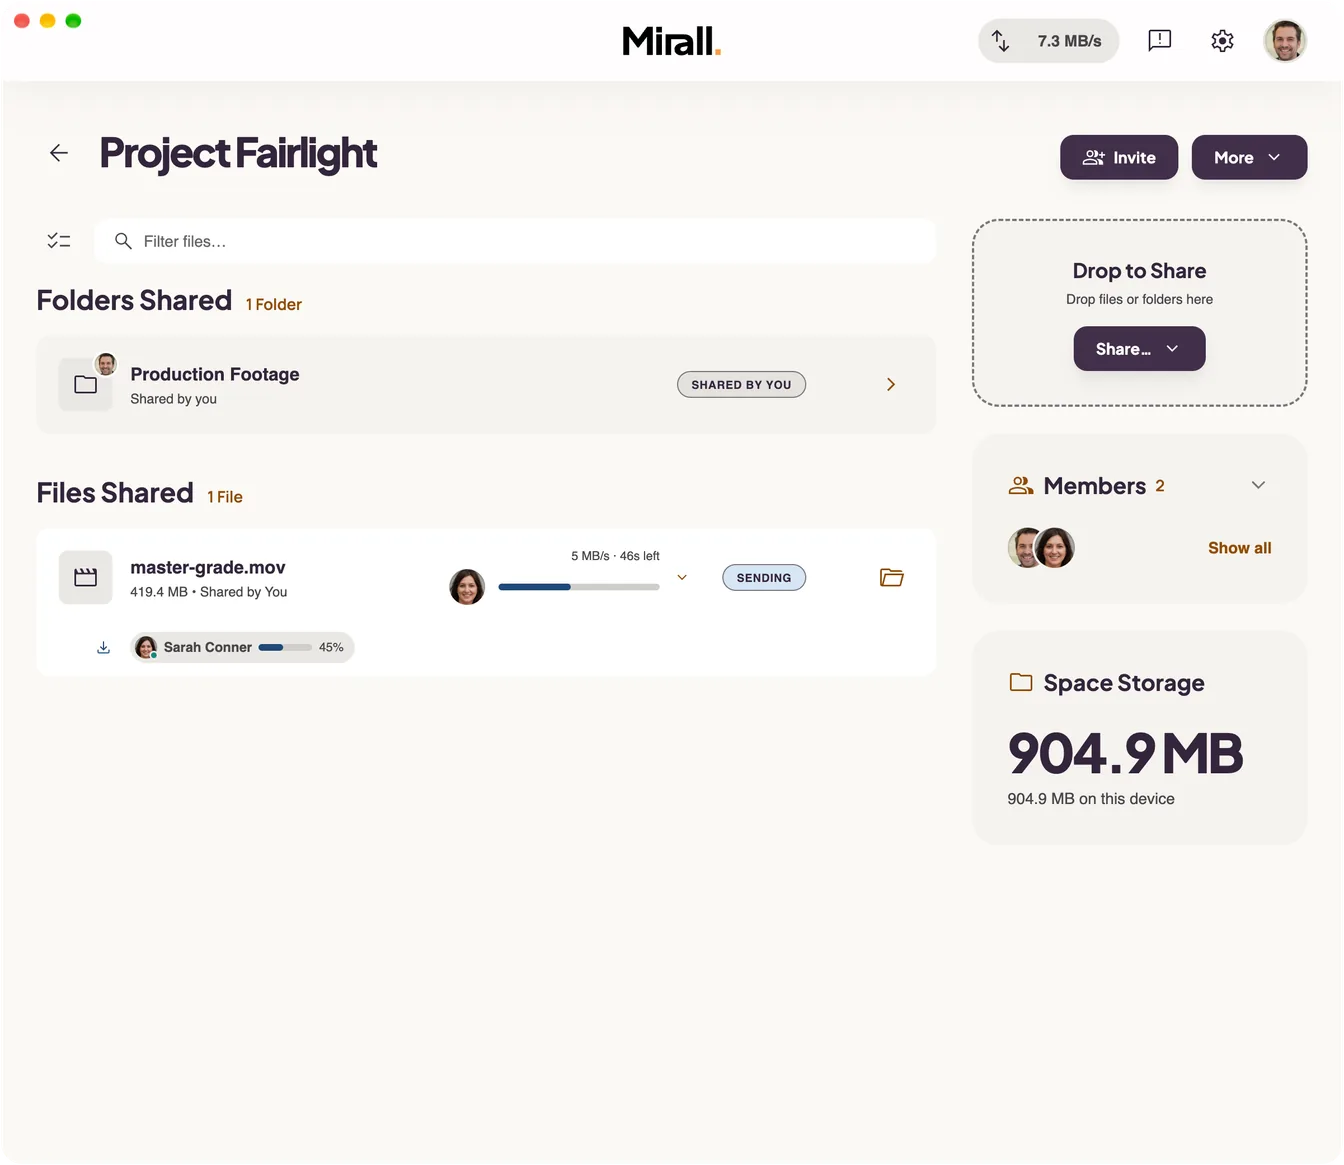 Mirall.
7.3 MB/s
Project Fairlight
Invite
More
Filter files…
Folders Shared 1 Folder
Production Footage
Shared by you
SHARED BY YOU
Files Shared 1 File
master-grade.mov
419.4 MB • Shared by You
5 MB/s · 46s left
SENDING
Sarah Conner 45%
Drop to Share
Drop files or folders here
Share...
Members 2
Show all
Space Storage
904.9 MB
904.9 MB on this device